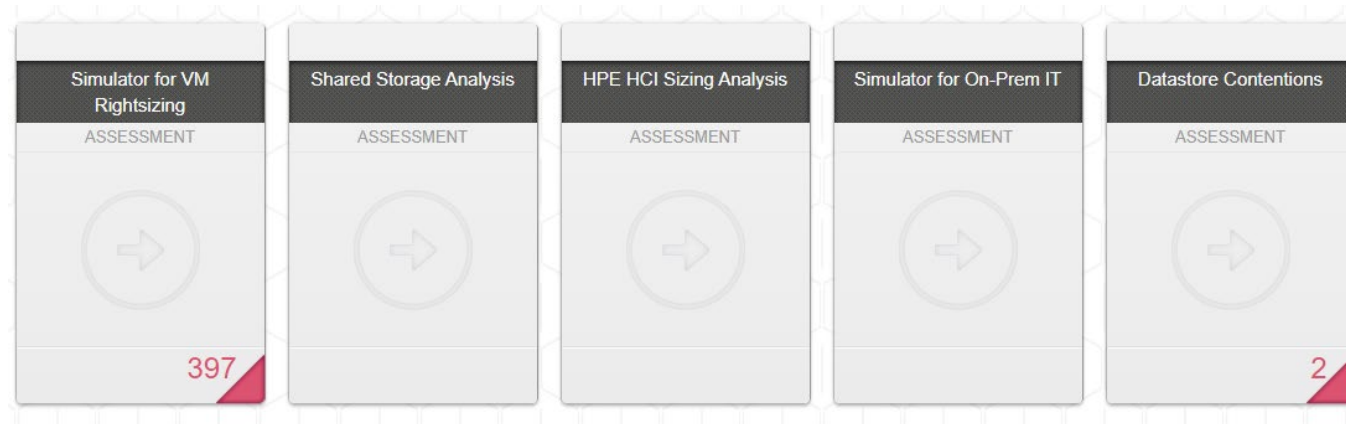 Simulator for VM
Rightsizing
ASSESSMENT
397
Shared Storage Analysis
ASSESSMENT
HPE HCI Sizing Analysis
ASSESSMENT
Simulator for On-Prem IT
ASSESSMENT
Datastore Contentions
ASSESSMENT
2